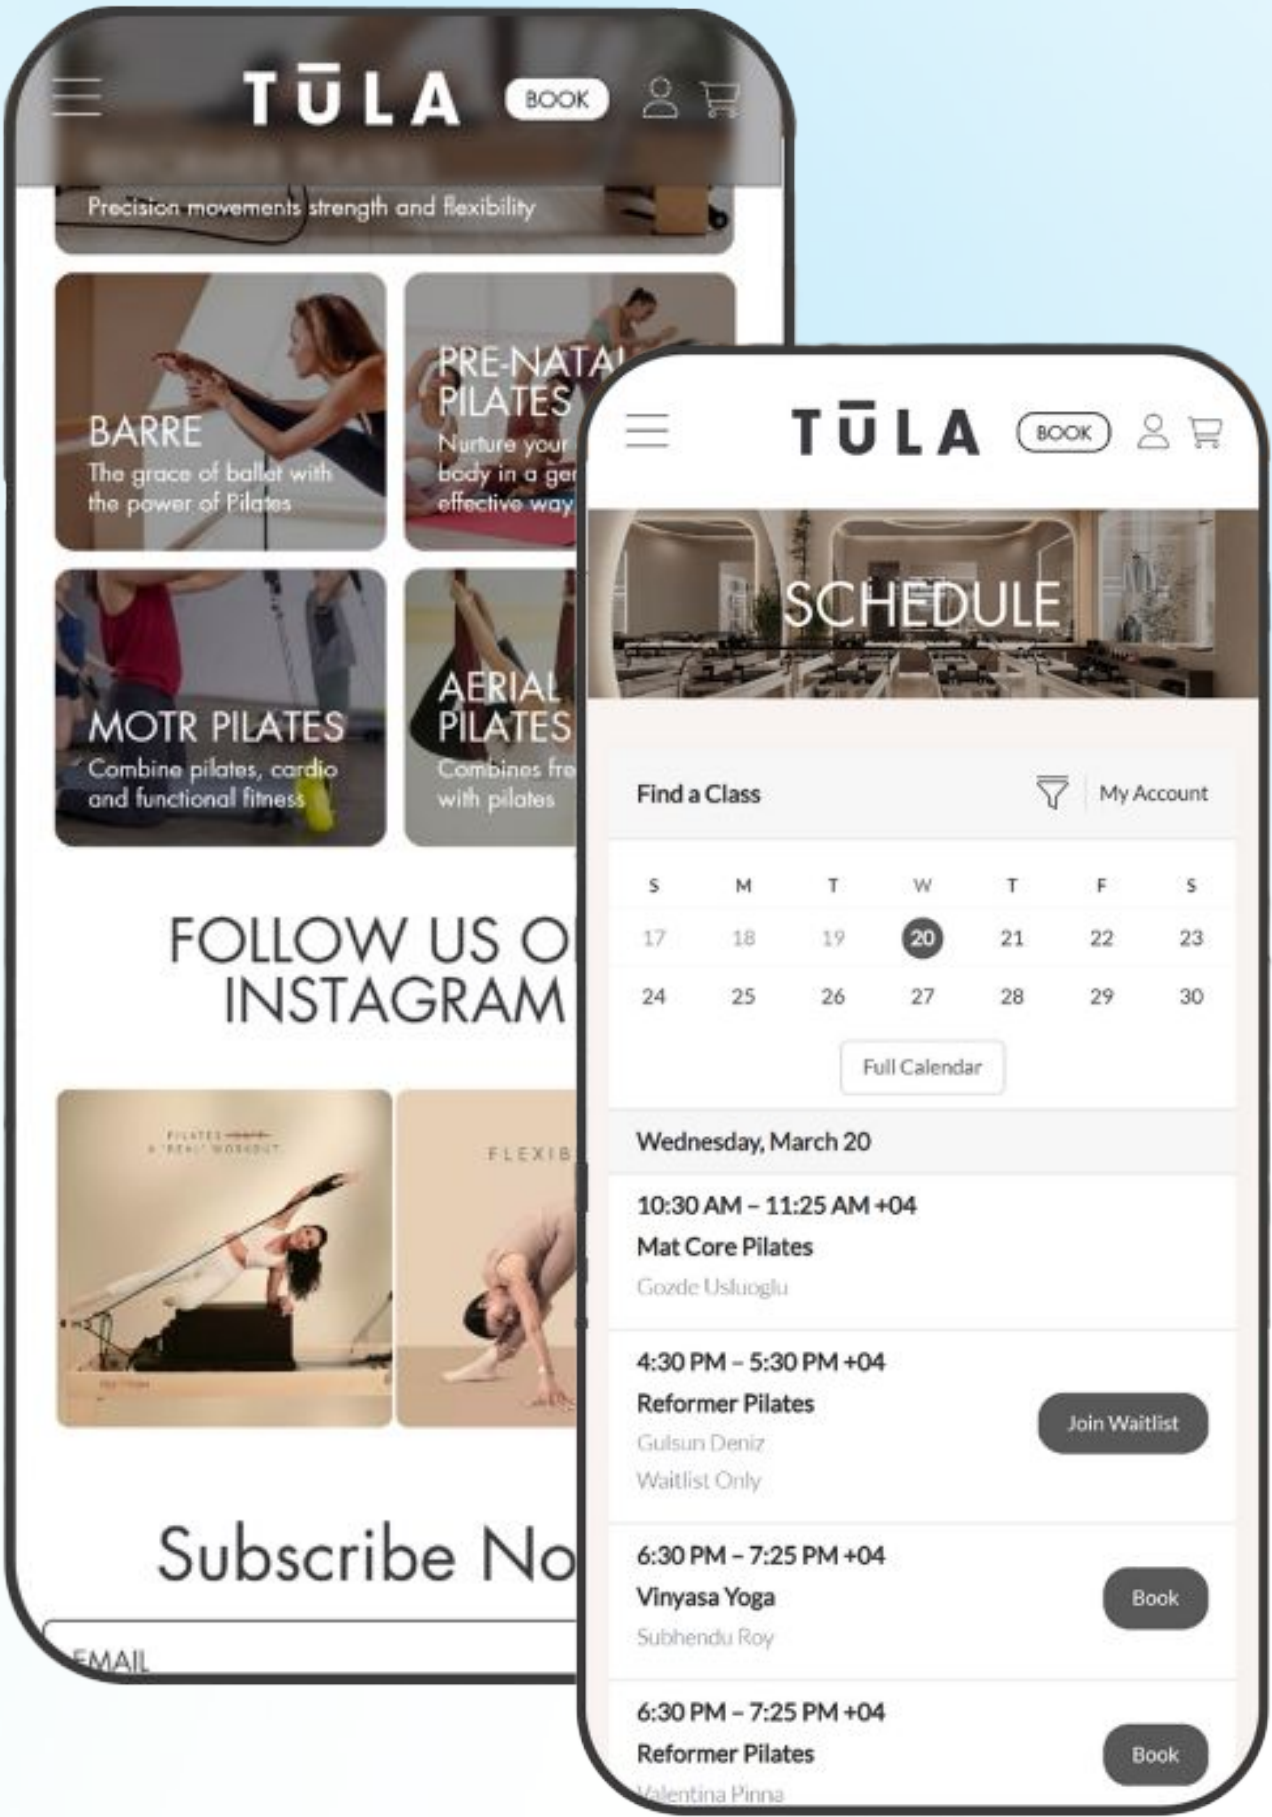 TŪLA
BOOK
Precision movements strength and flexibility
BARRE
The grace of ballet with
the power of Pilates
PRE-NATAL
PILATES
Nurture your
body in a
effective way
MOTR PILATES
Combine pilates, cardio
and functional fitness
AERIAL
PILATES
Combines
with pilates
FOLLOW US
INSTAGRAM
PILATES
A "REAL" WORKOUT
Subscribe
EMAIL
TŪLA
BOOK
SCHEDULE
Find a Class
My Account
S M T W T F S
17 18 19 20 21 22 23
24 25 26 27 28 29 30
Full Calendar
Wednesday, March 20
10:30 AM – 11:25 AM +04
Mat Core Pilates
Gozde Usluoglu
4:30 PM – 5:30 PM +04
Reformer Pilates
Gulsun Deniz
Waitlist Only
Join Waitlist
6:30 PM – 7:25 PM +04
Vinyasa Yoga
Subhendu Roy
Book
6:30 PM – 7:25 PM +04
Reformer Pilates
Valentina Pinna
Book